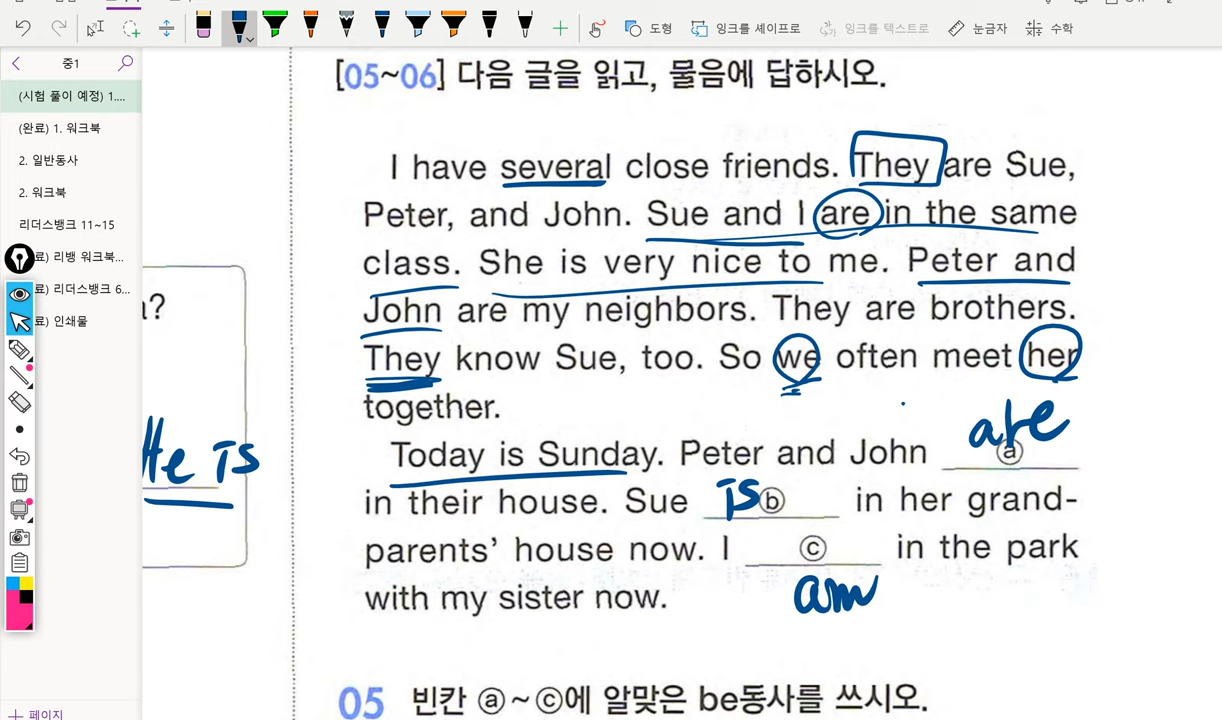 도형
잉크를 셰이프로
잉크를 텍스트로
눈금자
수학
중1
(시험 풀이 예정) 1....
(완료) 1. 워크북
2. 일반동사
2. 워크북
리더스뱅크 11~15
료) 리뱅 워크북...
료) 리더스뱅크 6...
료) 인쇄물
페이지
a?
He is
[05~06] 다음 글을 읽고, 물음에 답하시오.
I have several close friends. They are Sue,
Peter, and John. Sue and I are in the same
class. She is very nice to me. Peter and
John are my neighbors. They are brothers.
They know Sue, too. So we often meet her
together.
Today is Sunday. Peter and John ⓐ are
in their house. Sue is ⓑ in her grand-
parents’ house now. I ⓒ in the park
am
with my sister now.
05 빈칸 ⓐ~ⓒ에 알맞은 be동사를 쓰시오.